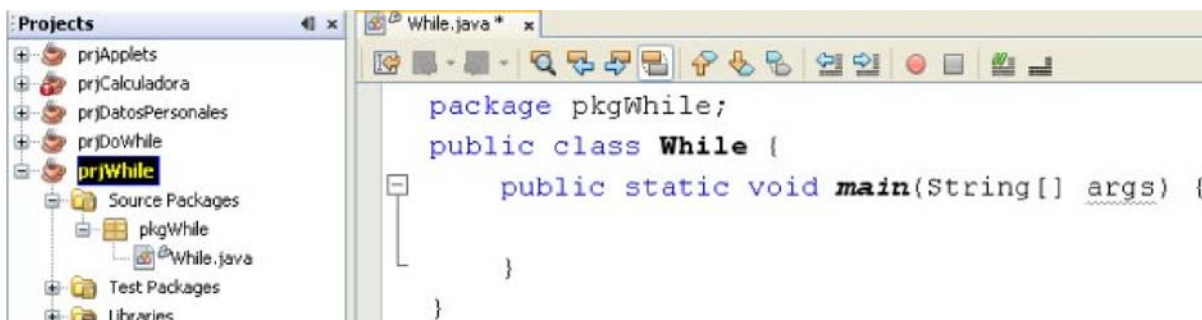 Projects
prjApplets
prjCalculadora
prjDatosPersonales
prjDoWhile
prjWhile
Source Packages
pkgWhile
While.java
Test Packages
Libraries
While.java *
package pkgWhile;
public class While {
public static void main(String[] args) {
}
}